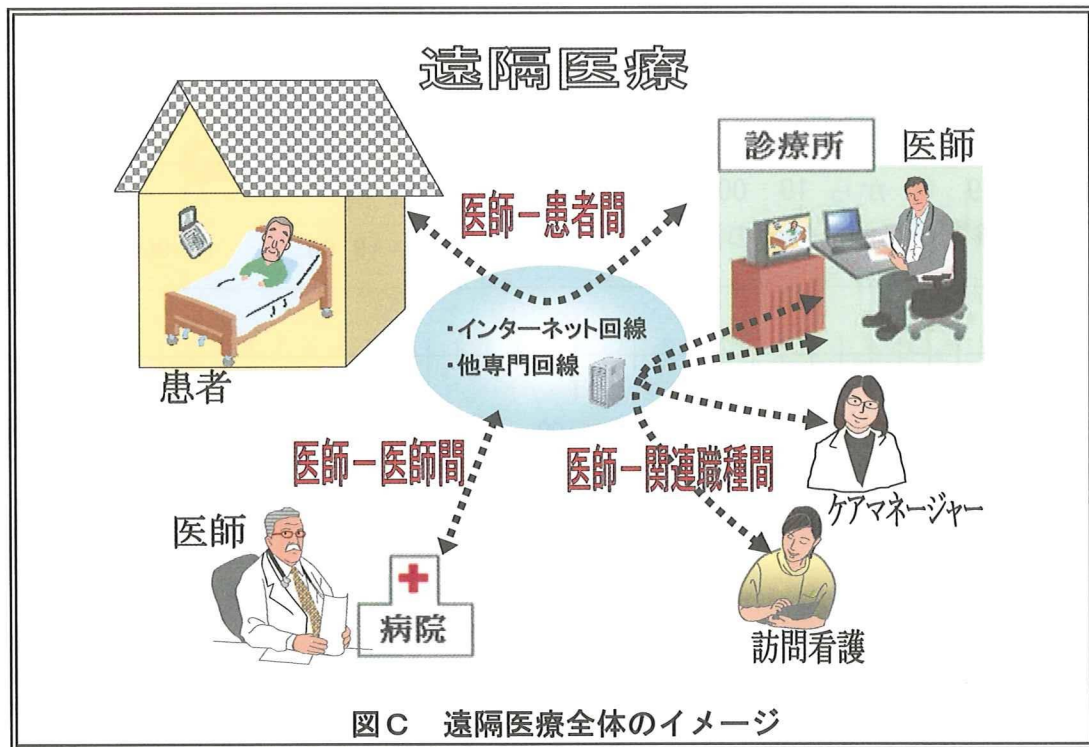 遠隔医療
診療所
医師
医師－患者間
・インターネット回線
・他専門回線
患者
医師－医師間
医師－関連職種間
ケアマネージャー
医師
病院
訪問看護
図C 遠隔医療全体のイメージ